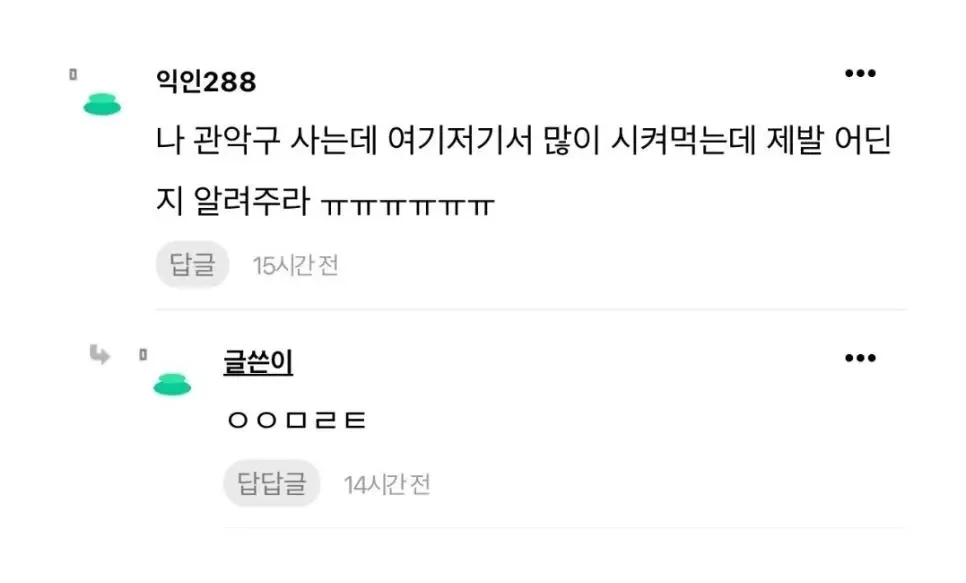 익인288
나 관악구 사는데 여기저기서 많이 시켜먹는데 제발 어딘
지 알려주라 ㅠㅠㅠㅠㅠㅠ
답글 15시간 전
글쓴이
ㅇㅇㅁㄹㅌ
답답글 14시간 전